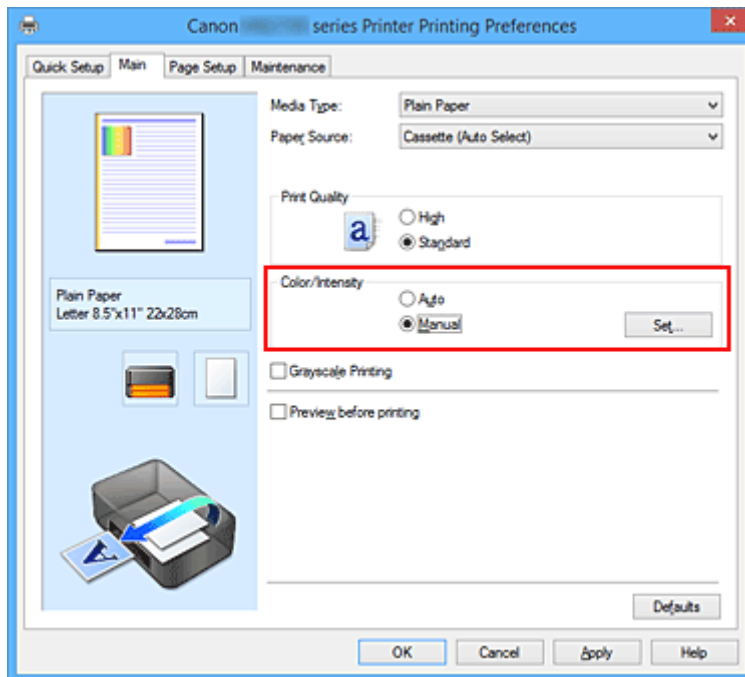 Canon series Printer Printing Preferences
Quick Setup Main Page Setup Maintenance
Media Type: Plain Paper
Paper Source: Cassette (Auto Select)
Print Quality
a
High
Standard
Color/Intensity
Auto
Manual
Set...
Plain Paper
Letter 8.5"x11" 22x28cm
Grayscale Printing
Preview before printing
A
Defaults
OK Cancel Apply Help